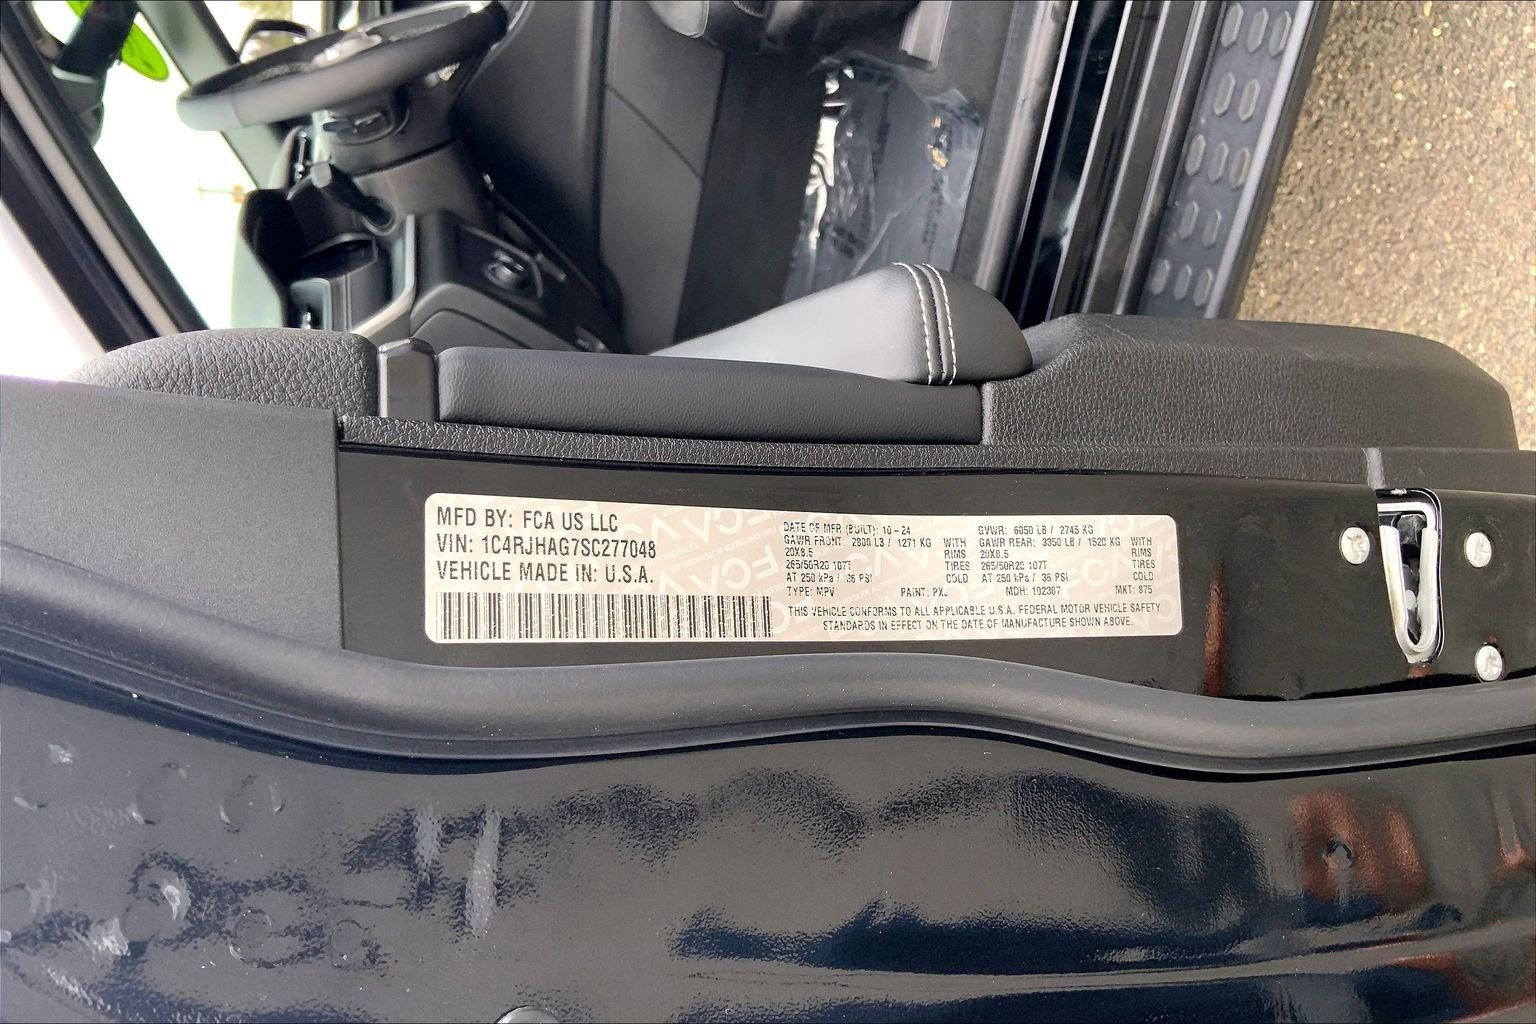 MFD BY: FCA US LLC
VIN: 1C4RJHAG7SC277048
VEHICLE MADE IN: U.S.A.
DATE OF MFR (BUILT): 10-24
GVWR: 6050 LB / 2745 KG
GAWR FRONT: 2800 LB / 1271 KG WITH
20X8.5 RIMS
265/50R20 107T TIRES
AT 250 kPa / 36 PSI COLD
GAWR REAR: 3350 LB / 1520 KG WITH
20X8.5 RIMS
265/50R20 107T TIRES
AT 250 kPa / 36 PSI COLD
TYPE: MPV PAINT: PXJ MDH: 102307 MKT: 875
THIS VEHICLE CONFORMS TO ALL APPLICABLE U.S.A. FEDERAL MOTOR VEHICLE SAFETY
STANDARDS IN EFFECT ON THE DATE OF MANUFACTURE SHOWN ABOVE.